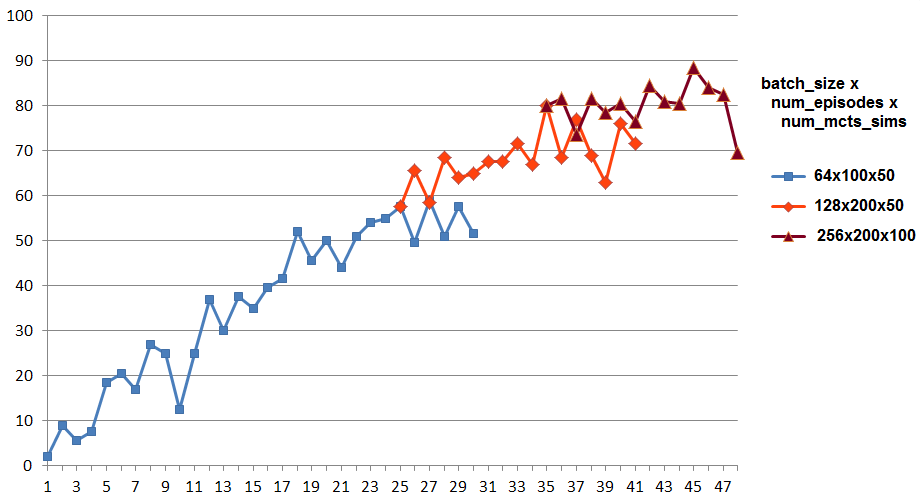 100
90
80
70
60
50
40
30
20
10
0
1 3 5 7 9 11 13 15 17 19 21 23 25 27 29 31 33 35 37 39 41 43 45 47
batch_size x
num_episodes x
num_mcts_sims
64x100x50
128x200x50
256x200x100